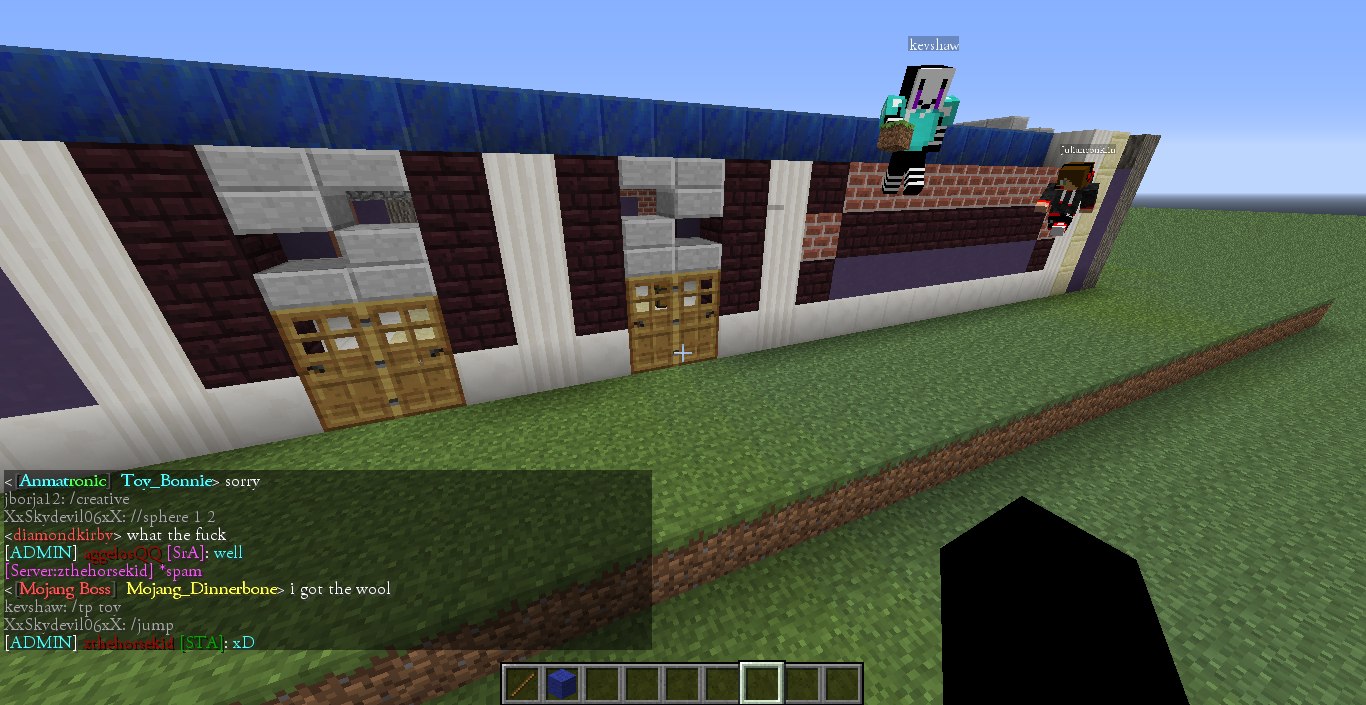 kevshaw
<[Anmatronic] Toy_Bonnie> sorry
jborja12: /creative
XxSkydevil06xX: //sphere 1 2
<diamondkirby> what the fuck
[ADMIN] [SrA]: well
[Server:zthehorsekid] *spam
<[Mojang Boss] Mojang_Dinnerbone> i got the wool
kevshaw: /tp toy
XxSkydevil06xX: /jump
[ADMIN] zthehorsekid [STA]: xD